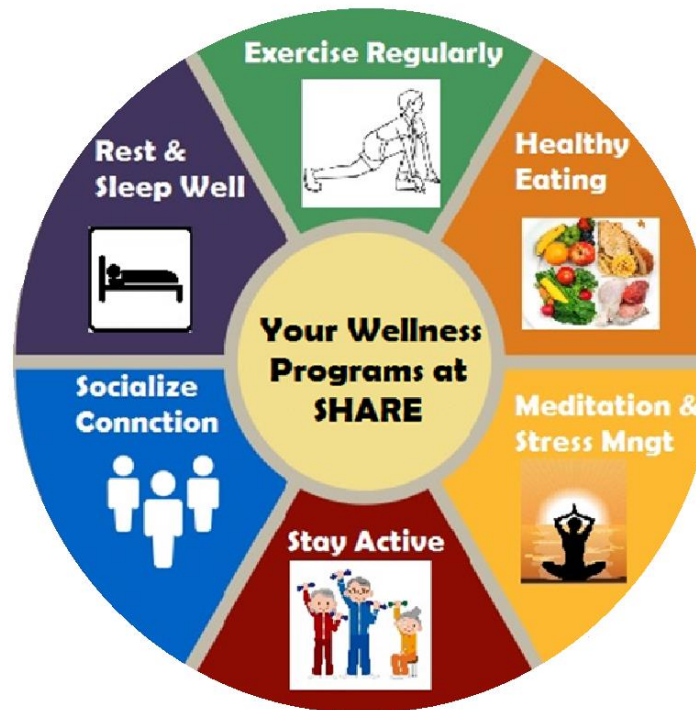 Exercise Regularly
Healthy
Eating
Meditation &
Stress Mngt
Stay Active
Socialize
Connction
Rest &
Sleep Well
Your Wellness
Programs at
SHARE